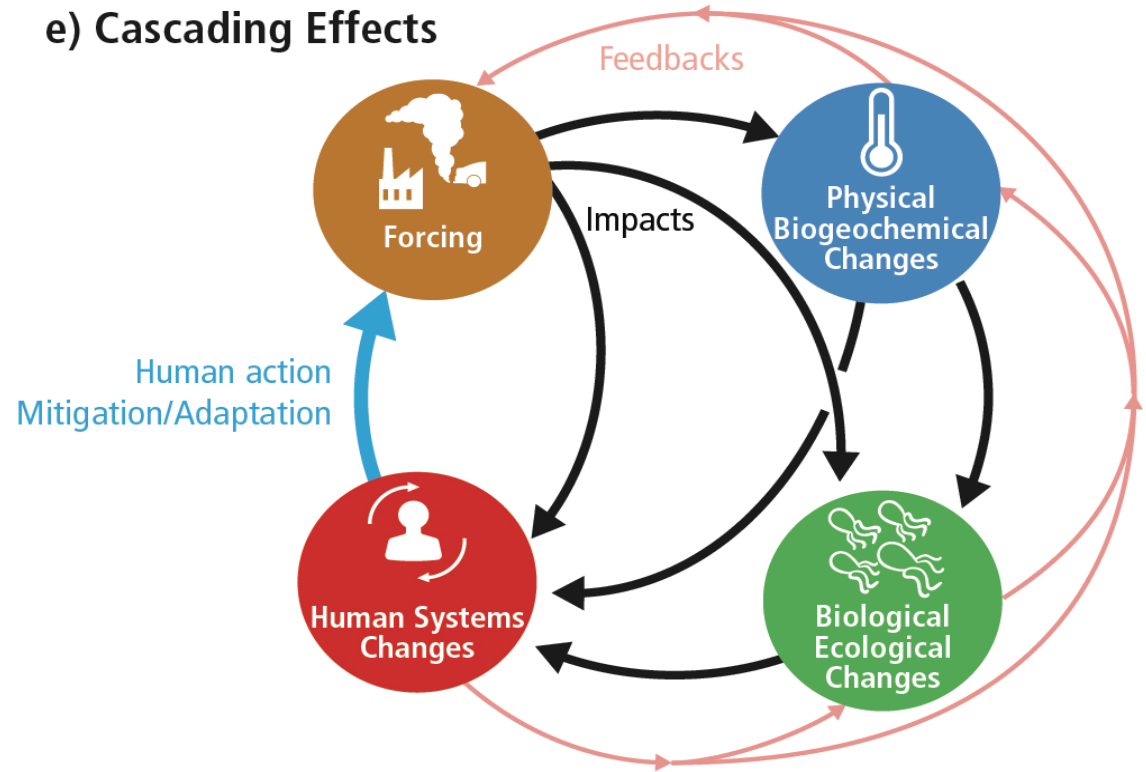 e) Cascading Effects
Feedbacks
Forcing
Impacts
Physical
Biogeochemical
Changes
Human action
Mitigation/Adaptation
Human Systems
Changes
Biological
Ecological
Changes